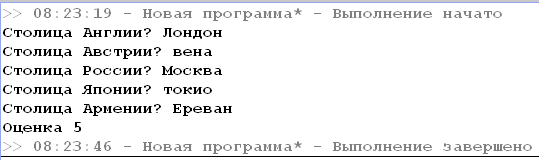 >> 08:23:19 - Новая программа* - Выполнение начато
Столица Англии? Лондон
Столица Австрии? вена
Столица России? Москва
Столица Японии? токио
Столица Армении? Ереван
Оценка 5
>> 08:23:46 - Новая программа* - Выполнение завершено